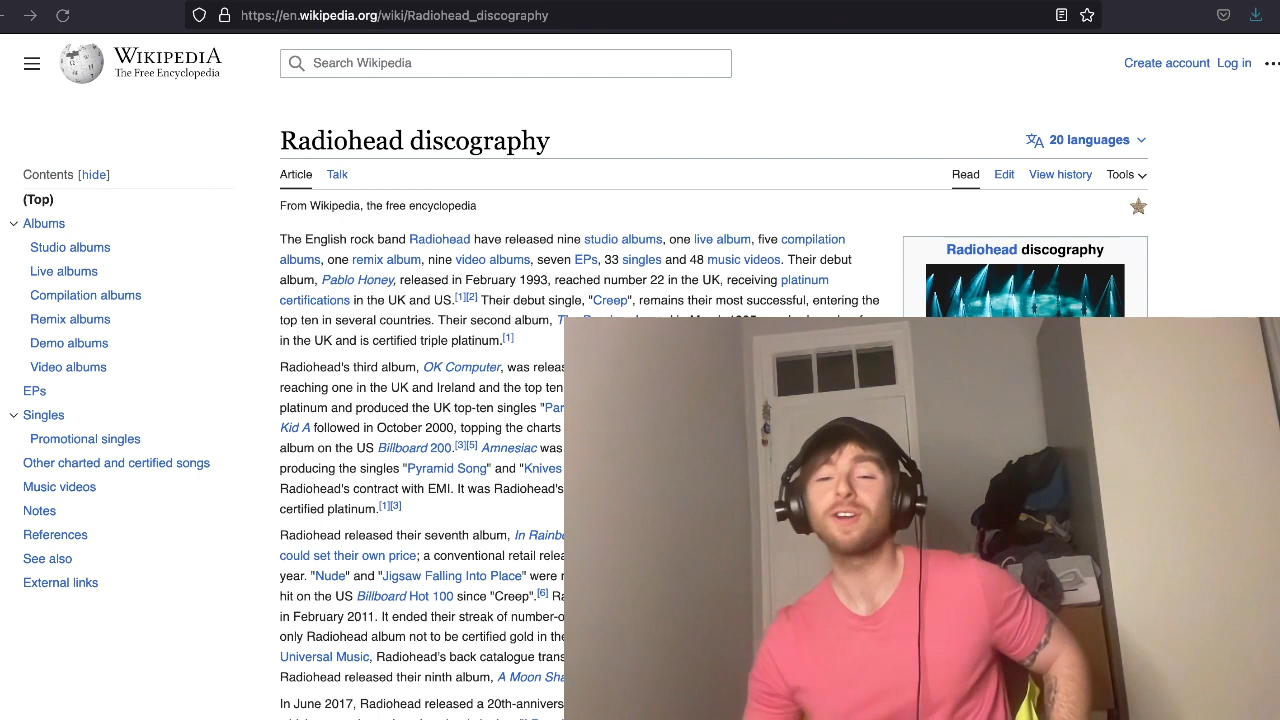 https://en.wikipedia.org/wiki/Radiohead_discography
WIKIPEDIA
The Free Encyclopedia
Search Wikipedia
Create account Log in
Radiohead discography
20 languages
Contents [hide]
Article Talk
Read Edit View history Tools
(Top)
From Wikipedia, the free encyclopedia
Albums
Studio albums
Live albums
Compilation albums
Remix albums
Demo albums
Video albums
EPs
Singles
Promotional singles
Other charted and certified songs
Music videos
Notes
References
See also
External links
The English rock band Radiohead have released nine studio albums, one live album, five compilation
albums, one remix album, nine video albums, seven EPs, 33 singles and 48 music videos. Their debut
album, Pablo Honey, released in February 1993, reached number 22 in the UK, receiving platinum
certifications in the UK and US.[1][2] Their debut single, "Creep", remains their most successful, entering the
top ten in several countries. Their second album,
in the UK and is certified triple platinum.[1]
Radiohead's third album, OK Computer, was
reaching one in the UK and Ireland and the top ten
platinum and produced the UK top-ten singles
Kid A followed in October 2000, topping the charts
album on the US Billboard 200.[3][5] Amnesiac was
producing the singles "Pyramid Song" and "Knives
Radiohead's contract with EMI. It was Radiohead's
certified platinum.[1][3]
Radiohead released their seventh album, In
could set their own price; a conventional retail
year. "Nude" and "Jigsaw Falling Into Place" were
hit on the US Billboard Hot 100 since "Creep".[6]
in February 2011. It ended their streak of
only Radiohead album not to be certified gold in the
Universal Music, Radiohead's back catalogue
Radiohead released their ninth album, A Moon
In June 2017, Radiohead released a
Radiohead discography